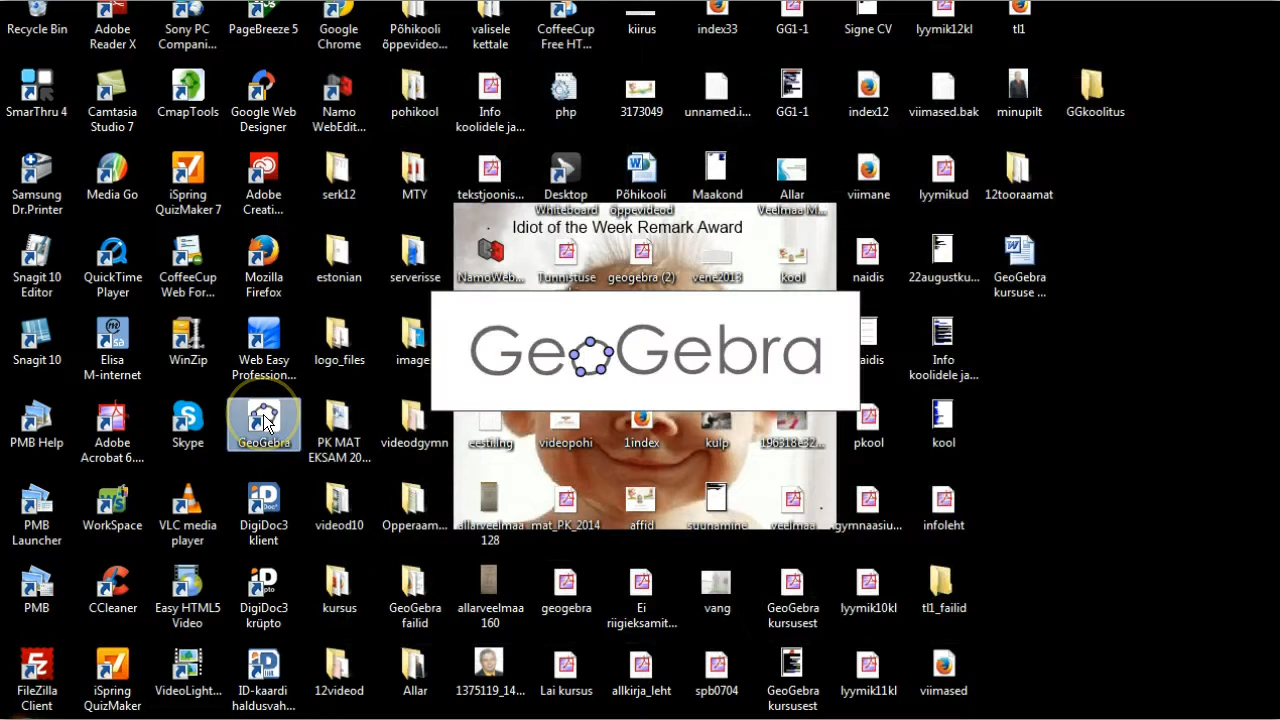 Recycle Bin
Adobe
Reader X
Sony PC
Compani...
PageBreeze 5
Google
Chrome
Põhikooli
õppevideo...
valisele
kettale
CoffeeCup
Free HT...
kiirus
index33
GG1-1
Signe CV
lyymik12kl
tl1
SmarThru 4
Camtasia
Studio 7
CmapTools
Google Web
Designer
Namo
WebEdit...
pohikool
Info
koolidele ja...
php
3173049
unnamed.i...
GG1-1
index12
viimased.bak
minupilt
GGkoolitus
Samsung
Dr.Printer
Media Go
iSpring
QuizMaker 7
Adobe
Creati...
serk12
MTY
tekstjoonis...
Desktop
Whiteboard
Põhikooli
õppevideod
Maakond
Allar
Veelmaa M...
viimane
lyymikud
12tooraamat
Idiot of the Week Remark Award
Snagit 10
Editor
QuickTime
Player
CoffeeCup
Web For...
Mozilla
Firefox
estonian
serverisse
NamoWeb...
Tunnistuse
geogebra (2)
vene2013
kool
naidis
22augustku...
GeoGebra
kursuse ...
Snagit 10
Elisa
M-internet
WinZip
Web Easy
Profession...
logo_files
image
GeoGebra
Info
koolidele ja...
PMB Help
Adobe
Acrobat 6....
Skype
GeoGebra
PK MAT
EKSAM 20...
videodgymn
eesti.lng
videopohi
1index
kulp
196318e32...
pkool
kool
PMB
Launcher
WorkSpace
VLC media
player
DigiDoc3
klient
videod10
Opperaam...
allarveelmaa
128
mat_PK_2014
affid
suunamine
veelmaa
gymnaasiu...
infoleht
PMB
CCleaner
Easy HTML5
Video
DigiDoc3
krüpto
kursus
GeoGebra
failid
allarveelmaa
160
geogebra
Ei
riigieksamit...
vang
GeoGebra
kursusest
lyymik10kl
tl1_failid
FileZilla
Client
iSpring
QuizMaker
VideoLight...
ID-kaardi
haldusvah...
12videod
Allar
1375119_14...
Lai kursus
allkirja_leht
spb0704
GeoGebra
kursusest
lyymik11kl
viimased